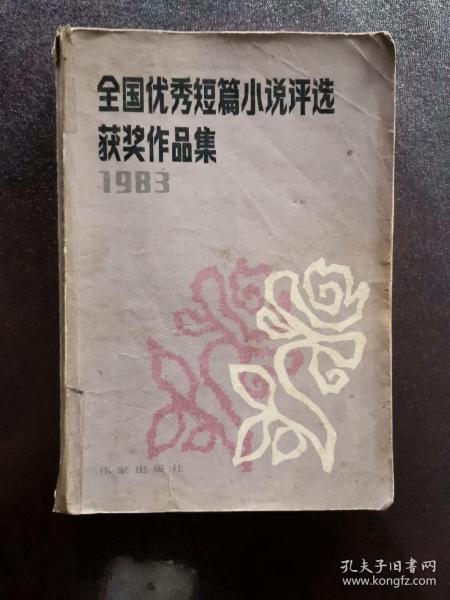 全国优秀短篇小说评选
获奖作品集
1983
作家出版社
孔夫子旧书网
www.kongfz.com